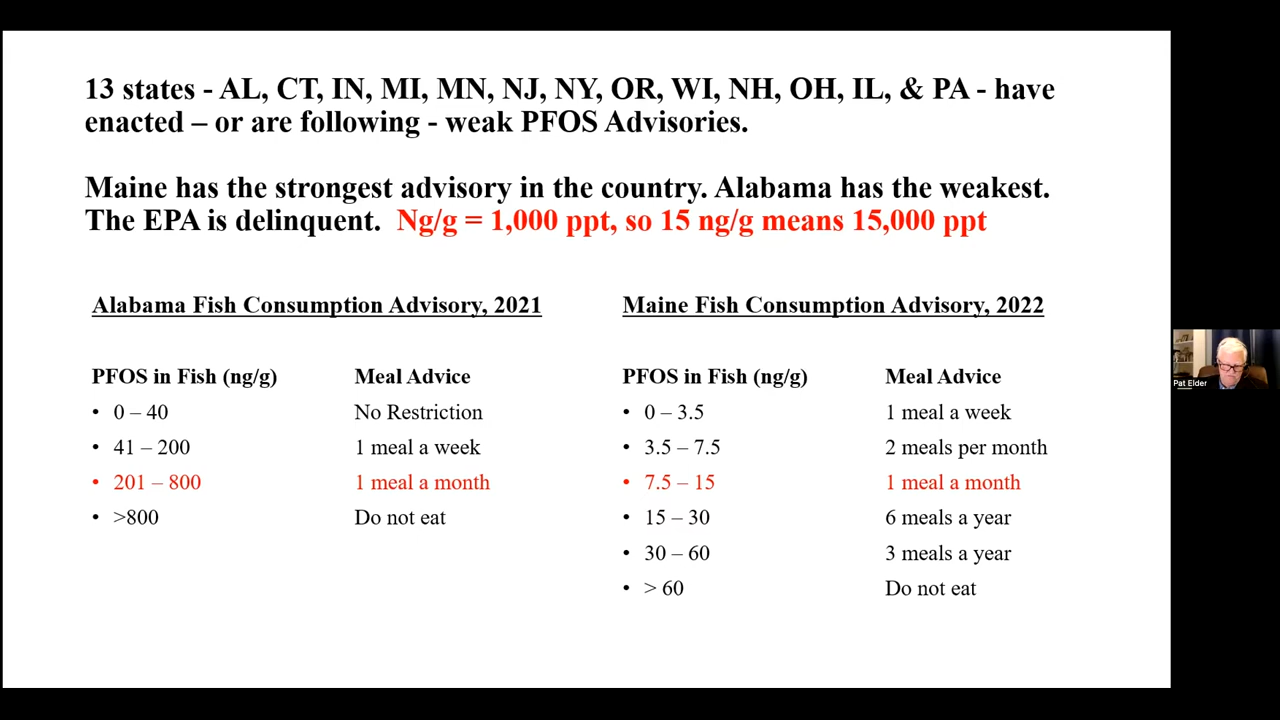 13 states - AL, CT, IN, MI, MN, NJ, NY, OR, WI, NH, OH, IL, & PA - have
enacted – or are following - weak PFOS Advisories.
Maine has the strongest advisory in the country. Alabama has the weakest.
The EPA is delinquent. Ng/g = 1,000 ppt, so 15 ng/g means 15,000 ppt
Alabama Fish Consumption Advisory, 2021
PFOS in Fish (ng/g) Meal Advice
• 0 – 40 No Restriction
• 41 – 200 1 meal a week
• 201 – 800 1 meal a month
• >800 Do not eat
Maine Fish Consumption Advisory, 2022
PFOS in Fish (ng/g) Meal Advice
• 0 – 3.5 1 meal a week
• 3.5 – 7.5 2 meals per month
• 7.5 – 15 1 meal a month
• 15 – 30 6 meals a year
• 30 – 60 3 meals a year
• > 60 Do not eat
Pat Elder